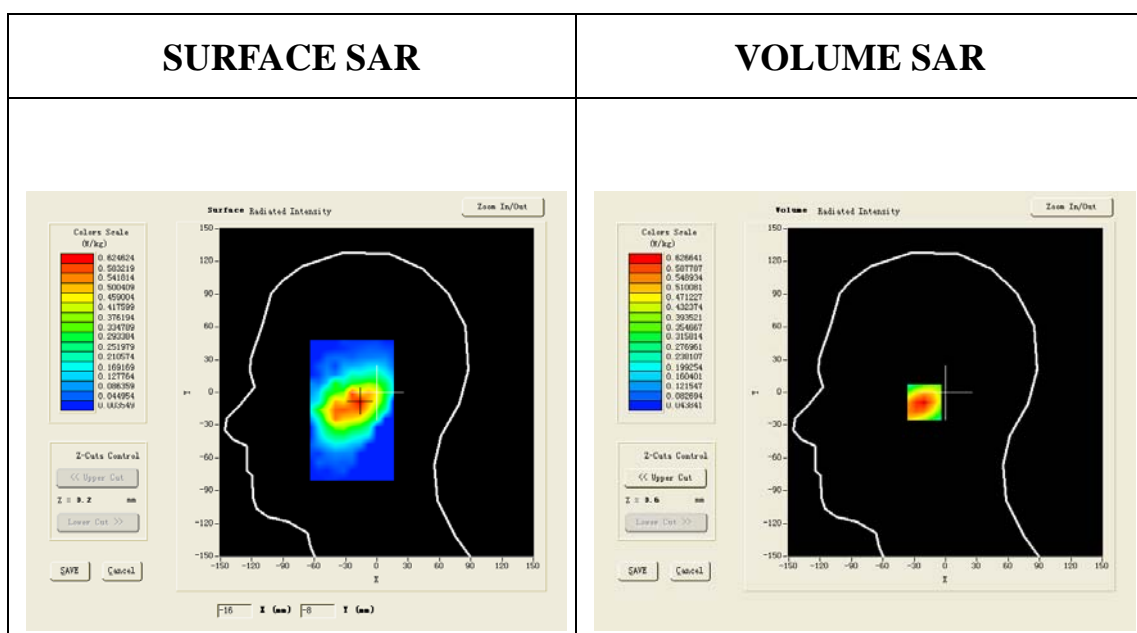 SURFACE SAR
VOLUME SAR
Surface Radiated Intensity
Zoom In/Out
Colors Scale
(W/kg)
0.624624
0.583219
0.541814
0.500409
0.459004
0.417599
0.376194
0.334789
0.293384
0.251979
0.210574
0.169169
0.127764
0.086359
0.044954
0.003549
150
120
90
60
30
0
-30
-60
-90
-120
-150
Y
-150 -120 -90 -60 -30 0 30 60 90 120 150
X
Z-Cuts Control
<< Upper Cut
Lower Cut >>
SAVE Cancel
-16 X (mm) -8 Y (mm)
Volume Radiated Intensity
Zoom In/Out
Colors Scale
(W/kg)
0.626641
0.587787
0.548934
0.510081
0.471227
0.432374
0.393521
0.354667
0.315814
0.276961
0.238107
0.199254
0.160401
0.121547
0.082694
0.043841
150
120
90
60
30
0
-30
-60
-90
-120
-150
Y
-150 -120 -90 -60 -30 0 30 60 90 120 150
X
Z-Cuts Control
<< Upper Cut
Lower Cut >>
SAVE Cancel